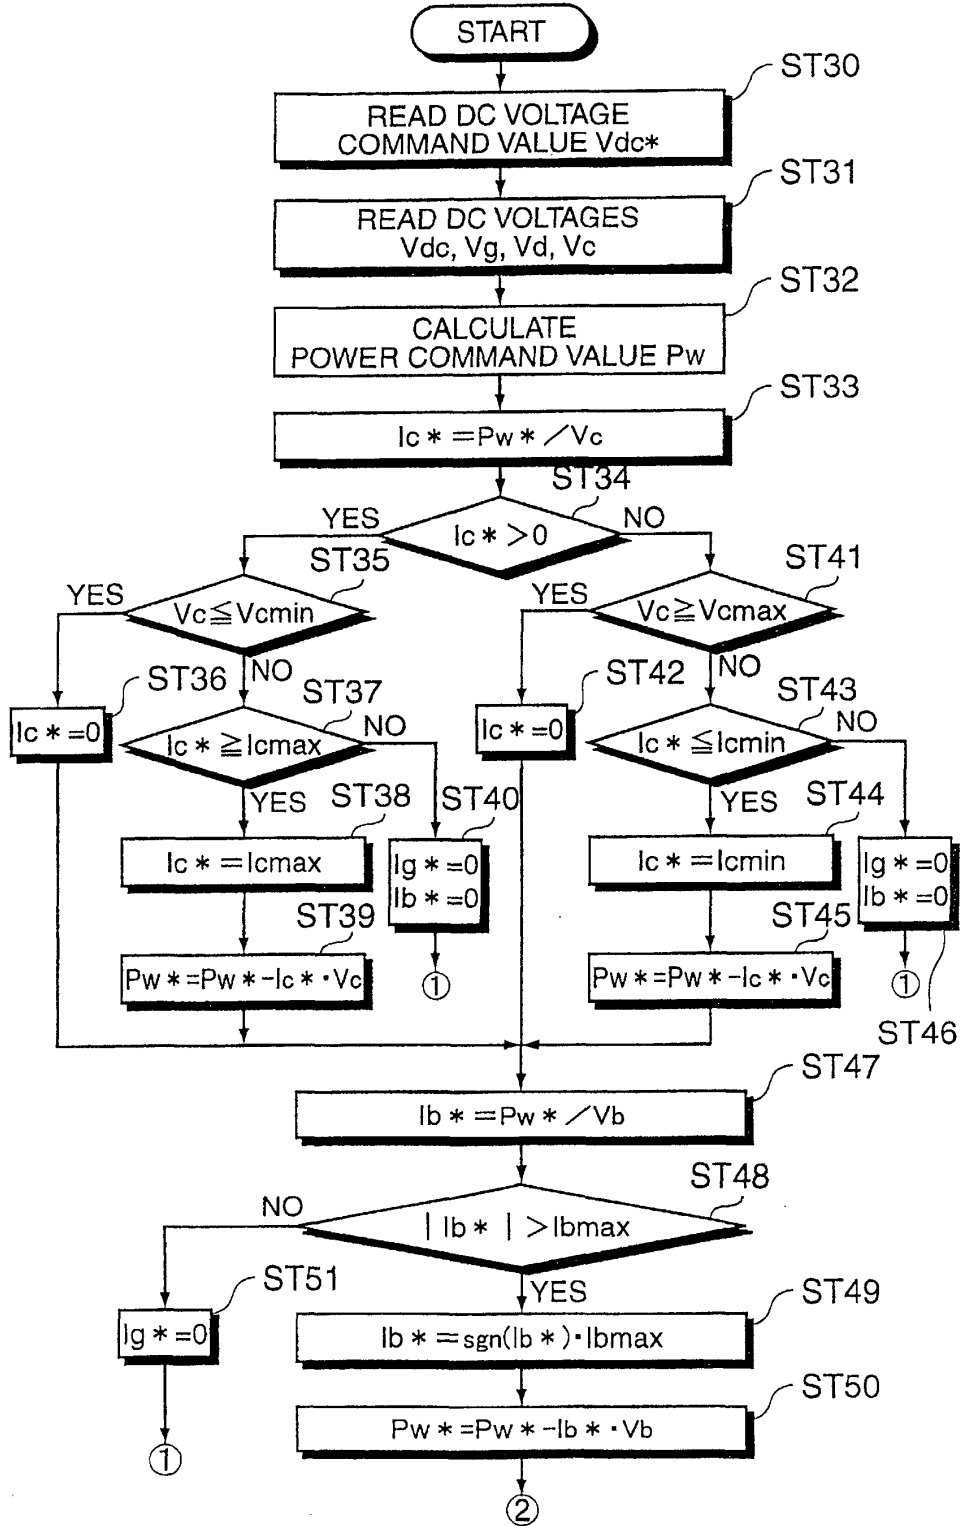 START
ST30
READ DC VOLTAGE
COMMAND VALUE Vdc*
ST31
READ DC VOLTAGES
Vdc, Vg, Vd, Vc
ST32
CALCULATE
POWER COMMAND VALUE Pw
ST33
Ic*=Pw*/Vc
ST34
YES
Ic*>0
NO
ST35
YES
Vc≦Vcmin
NO
ST41
YES
Vc≧Vcmax
NO
ST36
Ic*=0
ST37
Ic*≧Icmax
NO
YES
ST42
Ic*=0
ST43
Ic*≦Icmin
NO
YES
ST38
Ic*=Icmax
ST40
Ig*=0
Ib*=0
①
ST44
Ic*=Icmin
Ig*=0
Ib*=0
①
ST46
ST39
Pw*=Pw*-Ic*·Vc
ST45
Pw*=Pw*-Ic*·Vc
ST47
Ib*=Pw*/Vb
ST48
NO
|Ib*|>Ibmax
YES
ST51
Ig*=0
①
ST49
Ib*=sgn(Ib*)·Ibmax
ST50
Pw*=Pw*-Ib*·Vb
②